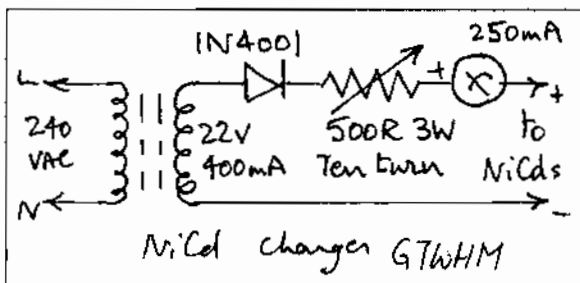 250mA
1N4001
L
+
+
240
VAC
22V
400mA
500R 3W
Ten turn
to
NiCds
N
-
NiCd charger G7WHM